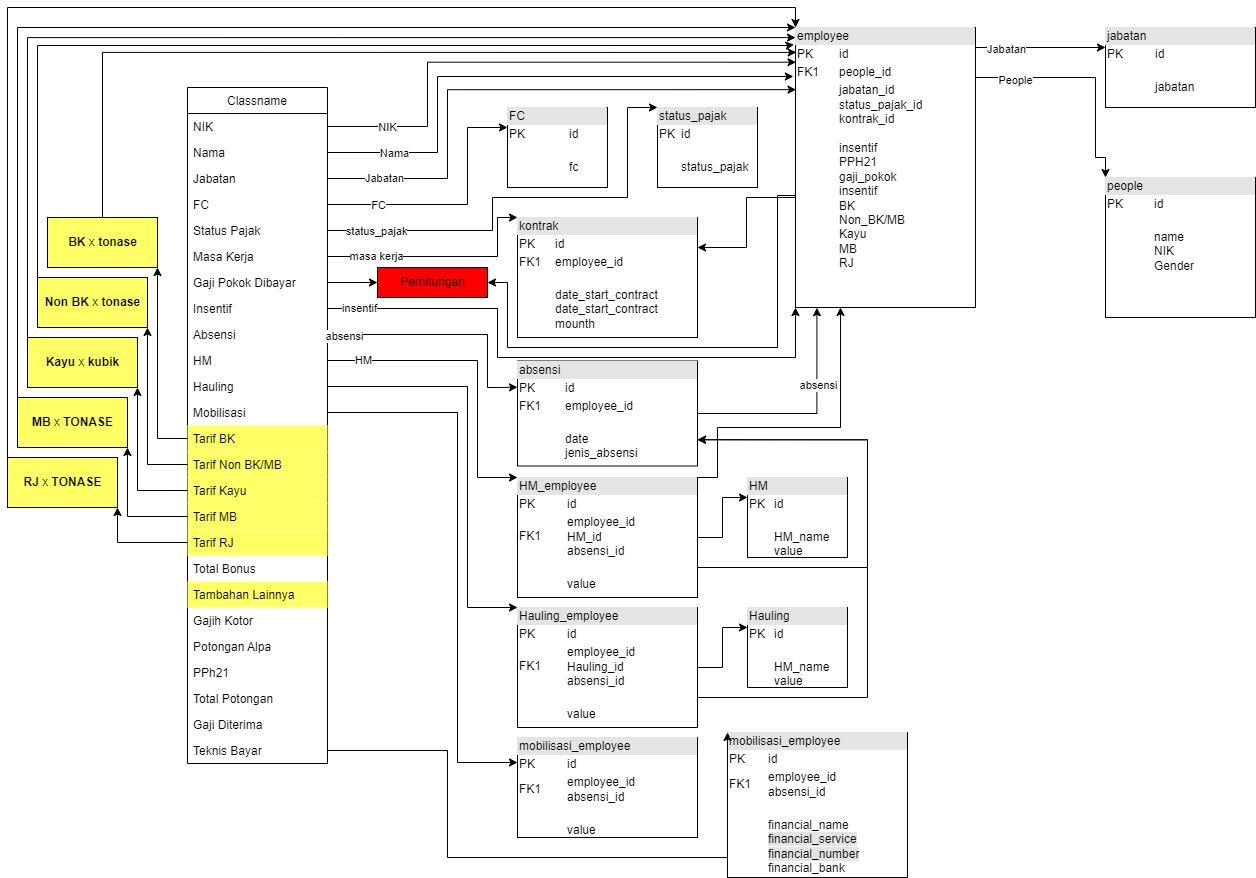 employee
PK id
FK1 people_id
jabatan_id
status_pajak_id
kontrak_id
insentif
PPH21
gaji_pokok
insentif
BK
Non_BK/MB
Kayu
MB
RJ
Jabatan
People
jabatan
PK id
jabatan
people
PK id
name
NIK
Gender
Classname
NIK
Nama
Jabatan
FC
Status Pajak
Masa Kerja
Gaji Pokok Dibayar
Insentif
Absensi
HM
Hauling
Mobilisasi
Tarif BK
Tarif Non BK/MB
Tarif Kayu
Tarif MB
Tarif RJ
Total Bonus
Tambahan Lainnya
Gajih Kotor
Potongan Alpa
PPh21
Total Potongan
Gaji Diterima
Teknis Bayar
NIK
Nama
Jabatan
FC
status_pajak
masa kerja
insentif
absensi
HM
BK x tonase
Non BK x tonase
Kayu x kubik
MB x TONASE
RJ x TONASE
FC
PK id
fc
status_pajak
PK id
status_pajak
kontrak
PK id
FK1 employee_id
date_start_contract
date_start_contract
mounth
Perhitungan
absensi
PK id
FK1 employee_id
date
jenis_absensi
absensi
HM_employee
PK id
employee_id
FK1 HM_id
absensi_id
value
HM
PK id
HM_name
value
Hauling_employee
PK id
employee_id
FK1 Hauling_id
absensi_id
value
Hauling
PK id
HM_name
value
mobilisasi_employee
PK id
FK1 employee_id
absensi_id
value
mobilisasi_employee
PK id
FK1 employee_id
absensi_id
financial_name
financial_service
financial_number
financial_bank